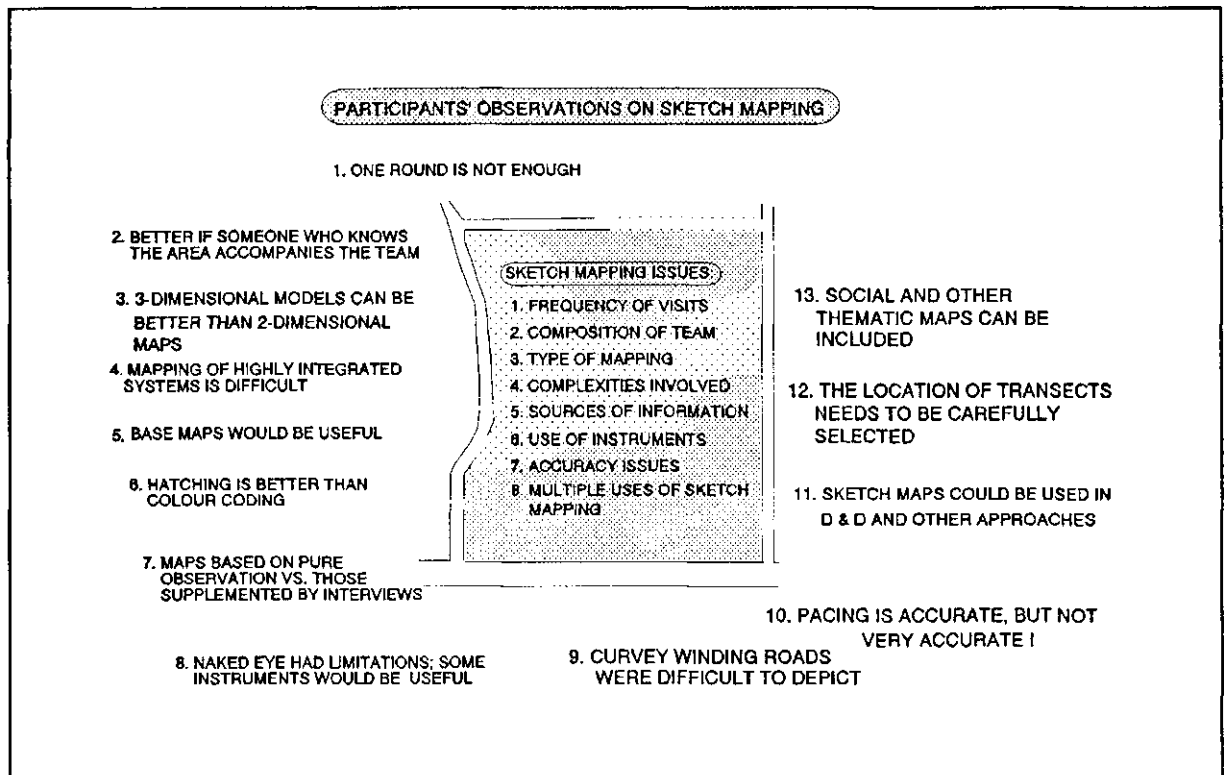 PARTICIPANTS' OBSERVATIONS ON SKETCH MAPPING
1. ONE ROUND IS NOT ENOUGH
2. BETTER IF SOMEONE WHO KNOWS
THE AREA ACCOMPANIES THE TEAM
3. 3-DIMENSIONAL MODELS CAN BE
BETTER THAN 2-DIMENSIONAL
MAPS
4. MAPPING OF HIGHLY INTEGRATED
SYSTEMS IS DIFFICULT
5. BASE MAPS WOULD BE USEFUL
6. HATCHING IS BETTER THAN
COLOUR CODING
7. MAPS BASED ON PURE
OBSERVATION VS. THOSE
SUPPLEMENTED BY INTERVIEWS
8. NAKED EYE HAD LIMITATIONS; SOME
INSTRUMENTS WOULD BE USEFUL
9. CURVEY WINDING ROADS
WERE DIFFICULT TO DEPICT
10. PACING IS ACCURATE, BUT NOT
VERY ACCURATE !
11. SKETCH MAPS COULD BE USED IN
D & D AND OTHER APPROACHES
12. THE LOCATION OF TRANSECTS
NEEDS TO BE CAREFULLY
SELECTED
13. SOCIAL AND OTHER
THEMATIC MAPS CAN BE
INCLUDED
SKETCH MAPPING ISSUES
1. FREQUENCY OF VISITS
2. COMPOSITION OF TEAM
3. TYPE OF MAPPING
4. COMPLEXITIES INVOLVED
5. SOURCES OF INFORMATION
6. USE OF INSTRUMENTS
7. ACCURACY ISSUES
8. MULTIPLE USES OF SKETCH
MAPPING